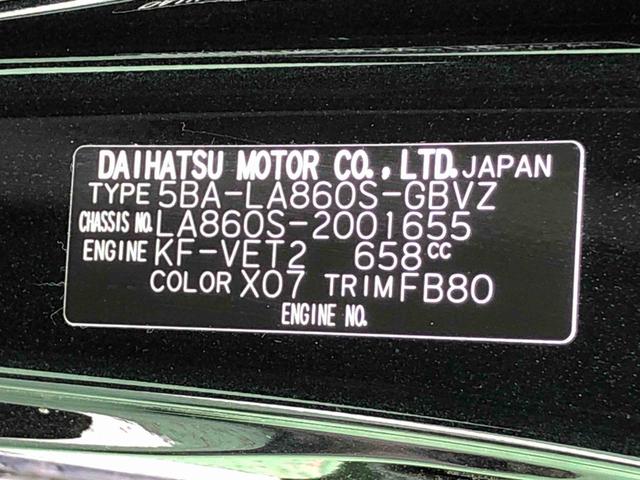 DAIHATSU MOTOR CO., LTD. JAPAN
TYPE 5BA-LA860S-GBVZ
CHASSIS NO. LA860S-2001655
ENGINE KF-VET2 658CC
COLOR X07 TRIM FB80
ENGINE NO.